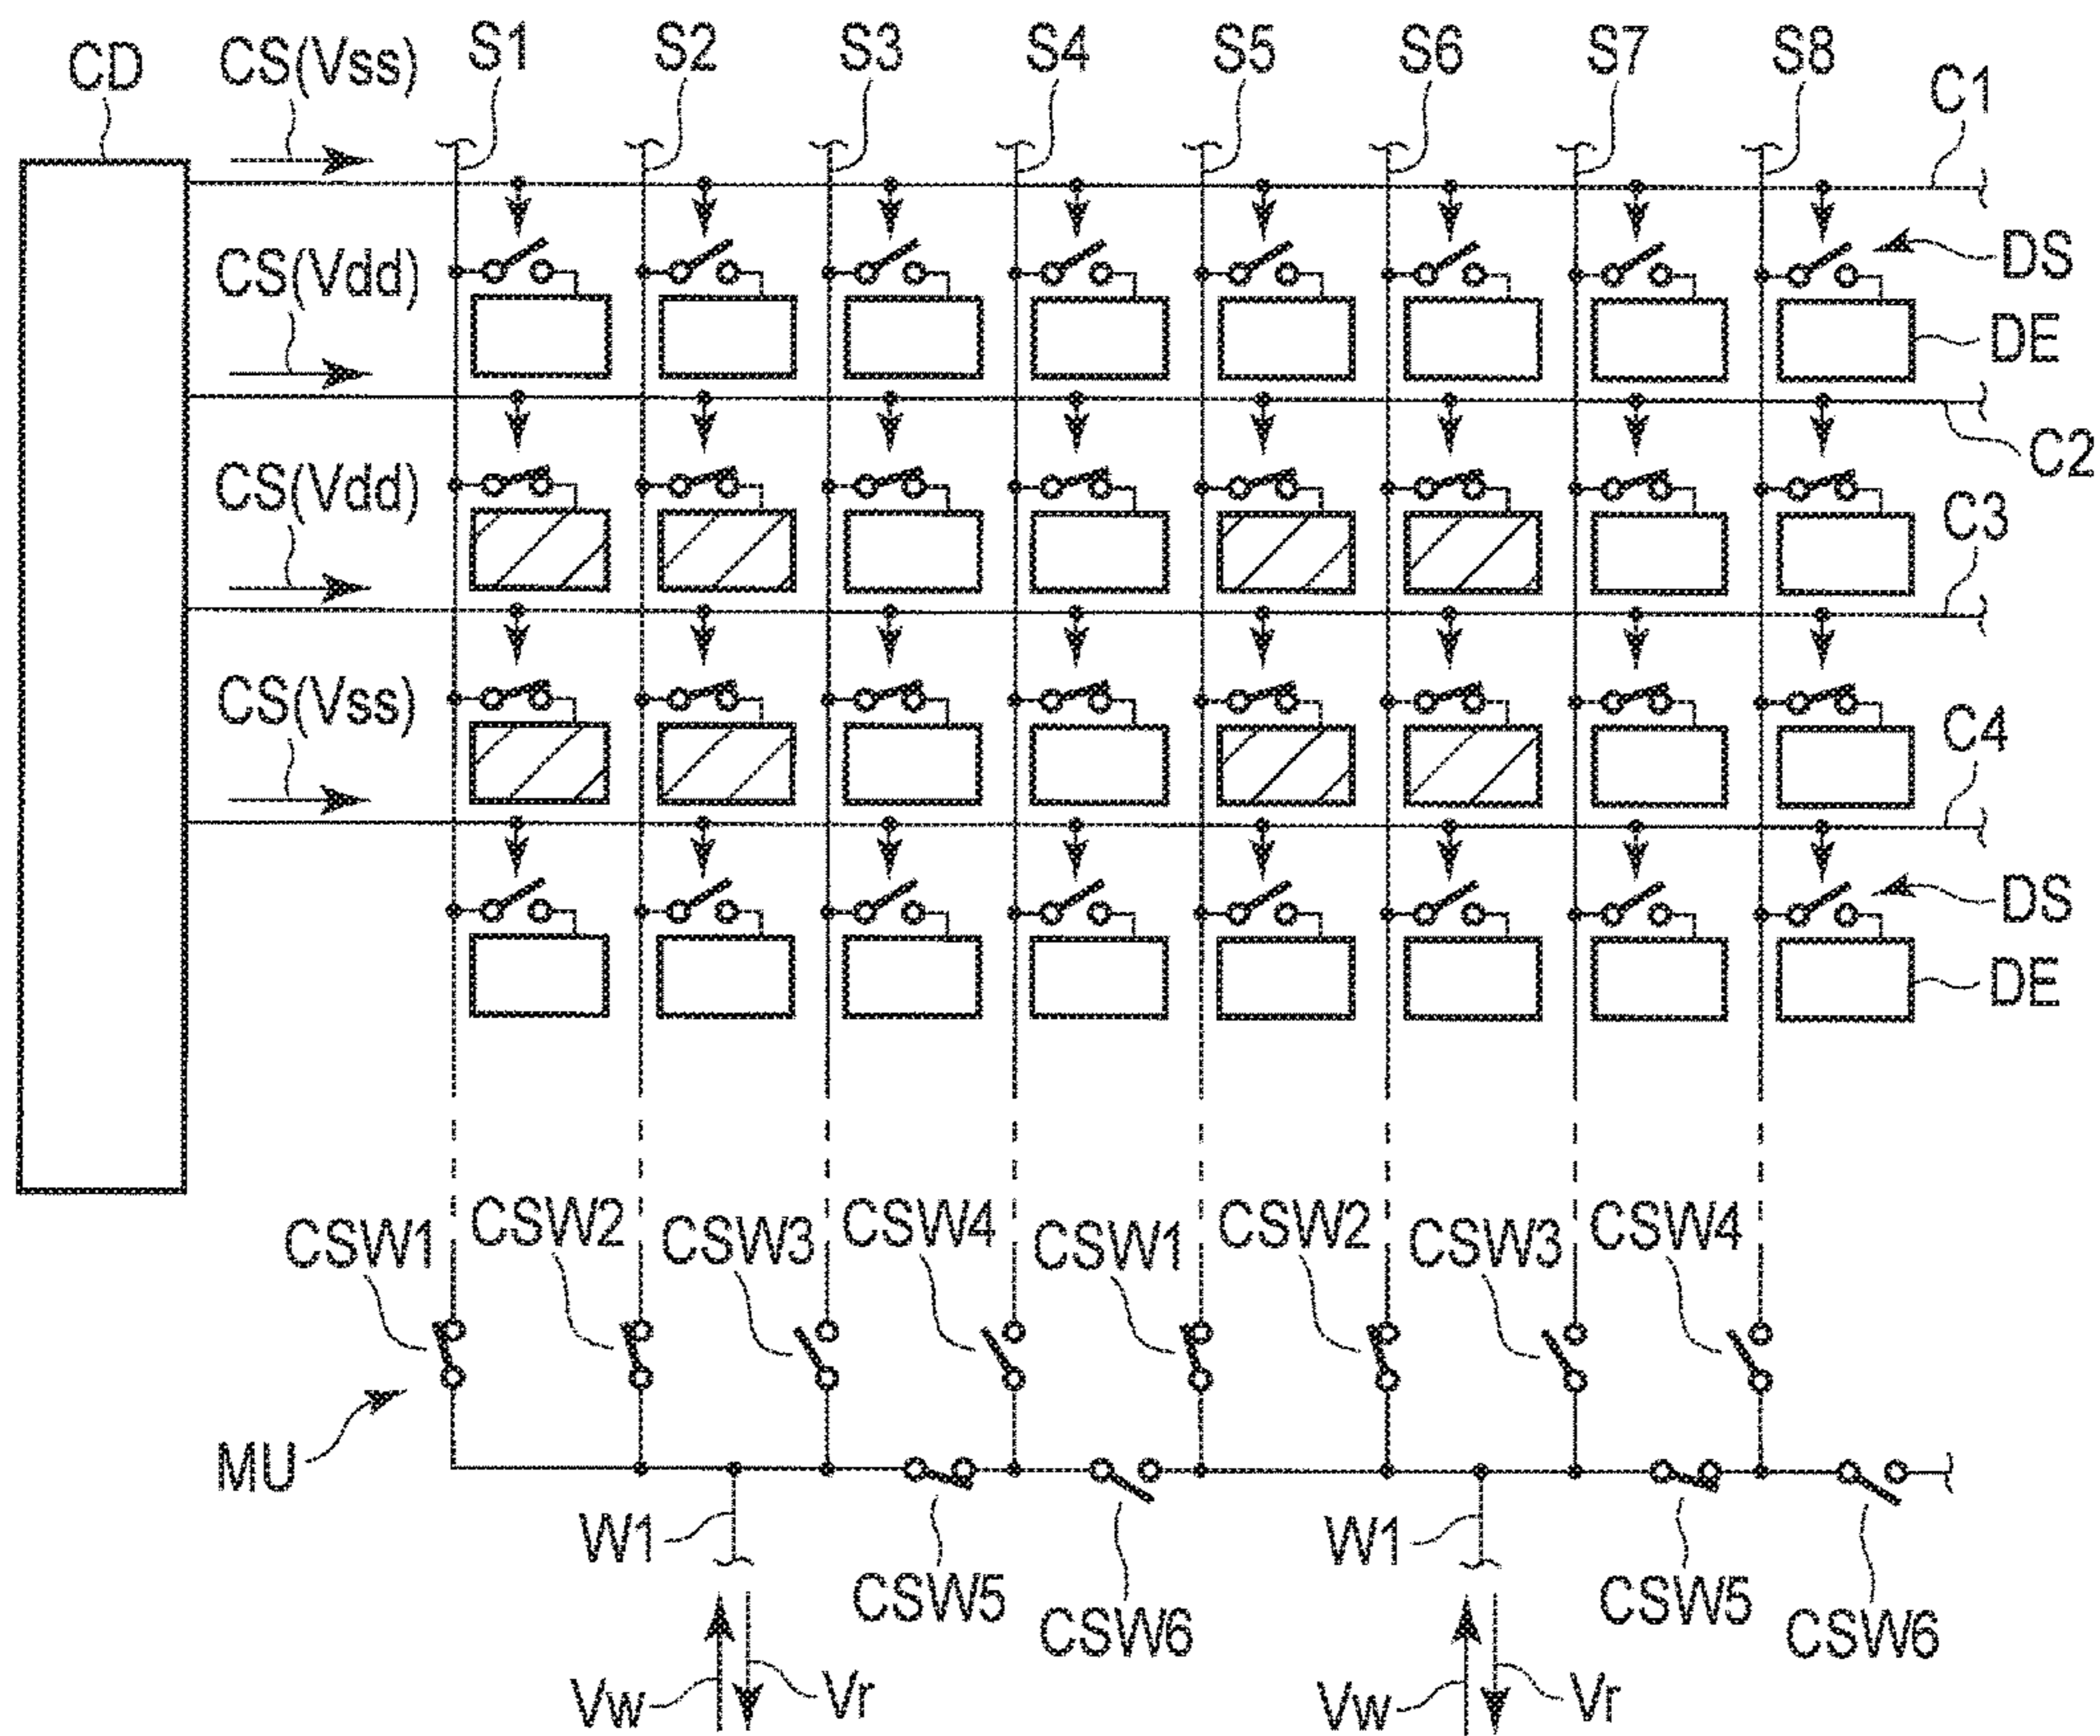 CD CS(Vss) S1 S2 S3 S4 S5 S6 S7 S8 C1
CS(Vdd) DS
DE
C2
CS(Vdd) C3
CS(Vss) C4
DS
DE
CSW1 CSW2 CSW3 CSW4 CSW1 CSW2 CSW3 CSW4
MU
W1 CSW5 CSW6 W1 CSW5 CSW6
Vw Vr Vw Vr